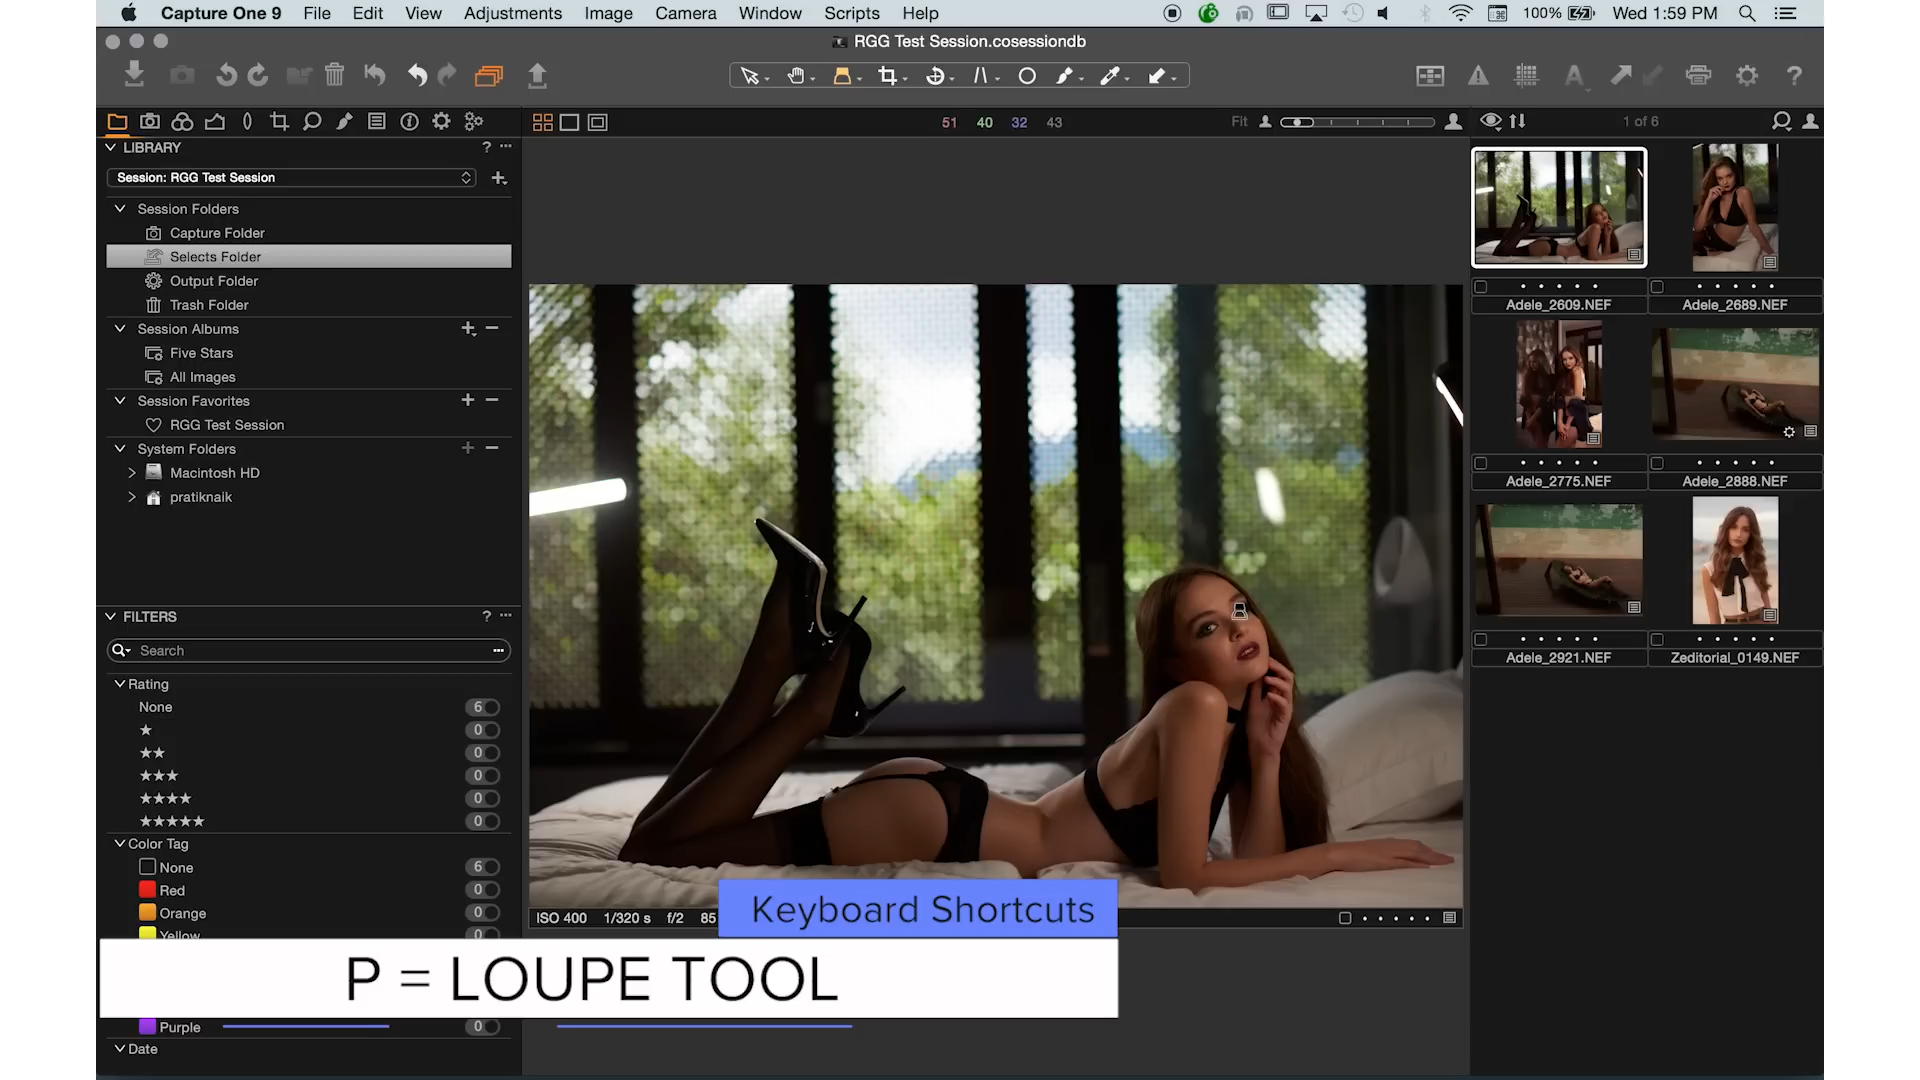 Capture One 9 File Edit View Adjustments Image Camera Window Scripts Help 100% Wed 1:59 PM
RGG Test Session.cosessiondb
51 40 32 43 Fit 1 of 6
LIBRARY ?
Session: RGG Test Session
Session Folders
Capture Folder
Selects Folder
Output Folder
Trash Folder
Session Albums
Five Stars
All Images
Session Favorites
RGG Test Session
System Folders
Macintosh HD
pratiknaik
FILTERS ?
Search
Rating
None 6
★ 0
★★ 0
★★★ 0
★★★★ 0
★★★★★ 0
Color Tag
None 6
Red 0
Orange 0
Yellow 0
Purple 0
Date
Adele_2609.NEF Adele_2689.NEF
Adele_2775.NEF Adele_2888.NEF
Adele_2921.NEF Zeditorial_0149.NEF
ISO 400 1/320 s f/2 85
Keyboard Shortcuts
P = LOUPE TOOL